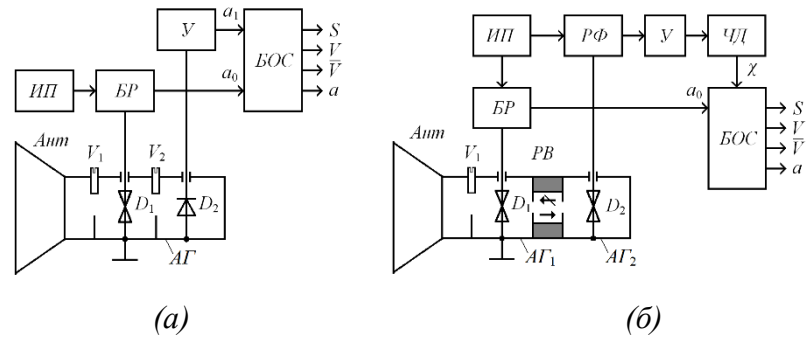 У
a₁
БОС
S
V
V̅
a
ИП
БР
a₀
Ант
V₁
V₂
D₁
D₂
АГ
(а)
ИП
РФ
У
ЧД
χ
БР
a₀
БОС
S
V
V̅
a
Ант
V₁
РВ
D₁
D₂
АГ₁
АГ₂
(б)